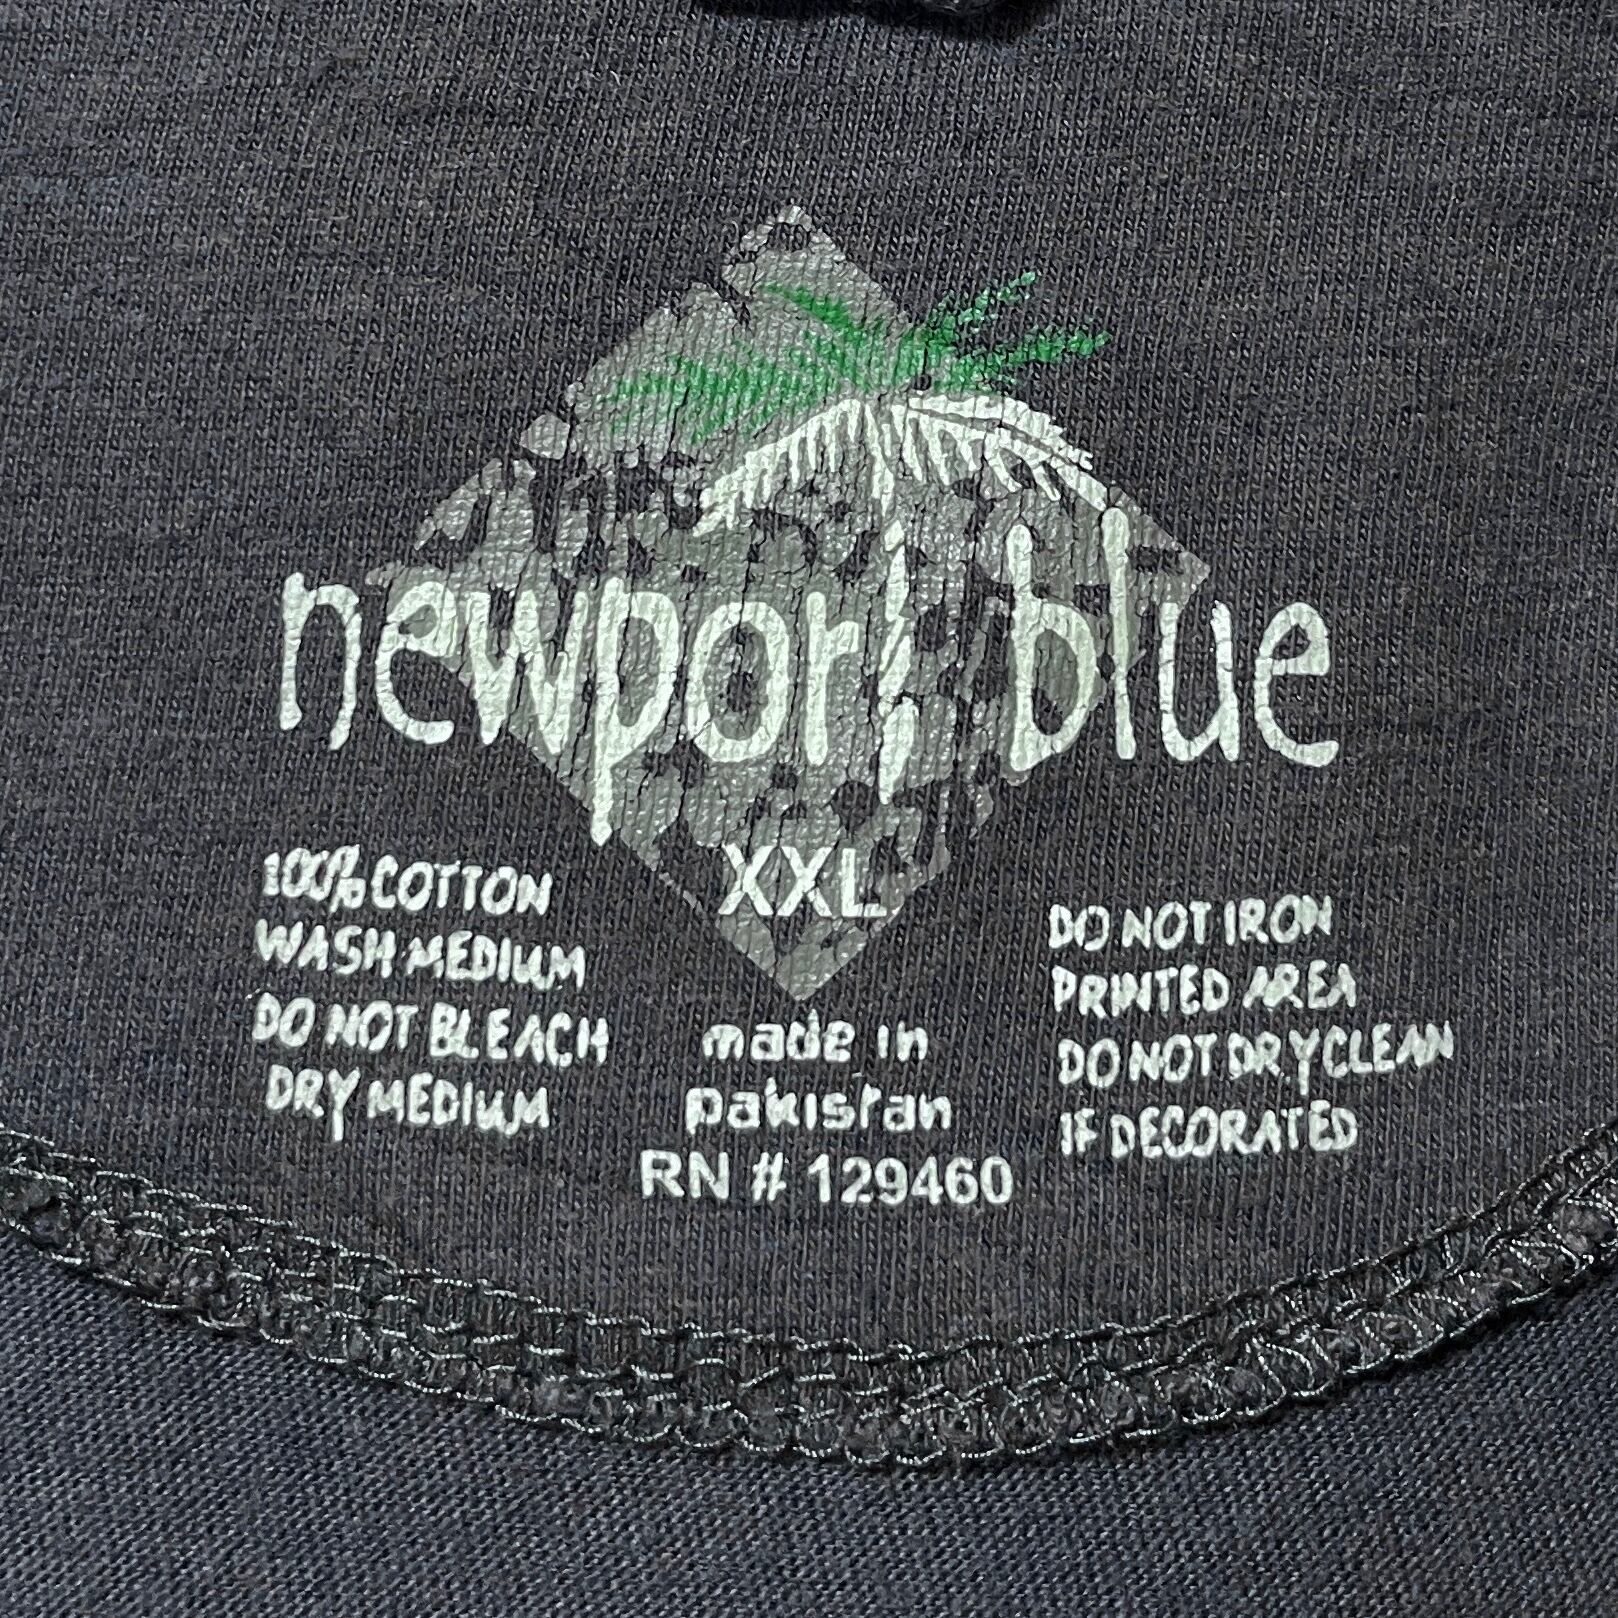 newport blue
XXL
100% COTTON
WASH MEDIUM
DO NOT BLEACH
DRY MEDIUM
made in
pakistan
RN # 129460
DO NOT IRON
PRINTED AREA
DO NOT DRYCLEAN
IF DECORATED